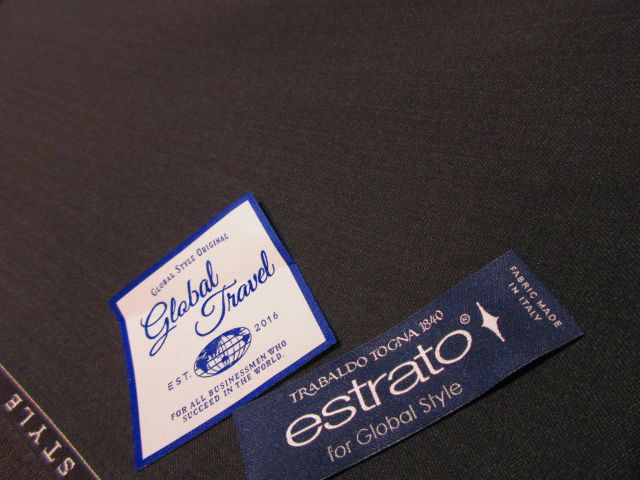 GLOBAL STYLE ORIGINAL
Global
Travel
EST. 2016
FOR ALL BUSINESSMEN WHO
SUCCEED IN THE WORLD.
TRABALDO TOGNA 1840
estrato®
for Global Style
FABRIC MADE
IN ITALY
STYLE